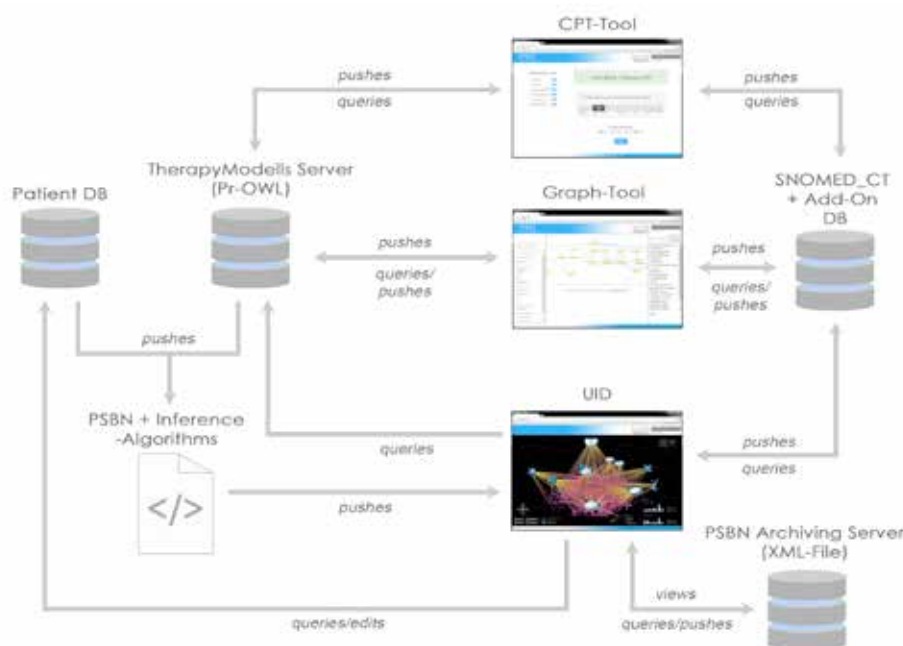 CPT-Tool
pushes
queries
pushes
queries
TherapyModells Server
(Pr-OWL)
Patient DB
Graph-Tool
SNOMED_CT
+ Add-On
DB
pushes
queries/
pushes
pushes
queries/
pushes
pushes
PSBN + Inference
-Algorithms
</>
UID
queries
pushes
queries
pushes
PSBN Archiving Server
(XML-File)
views
queries/pushes
queries/edits